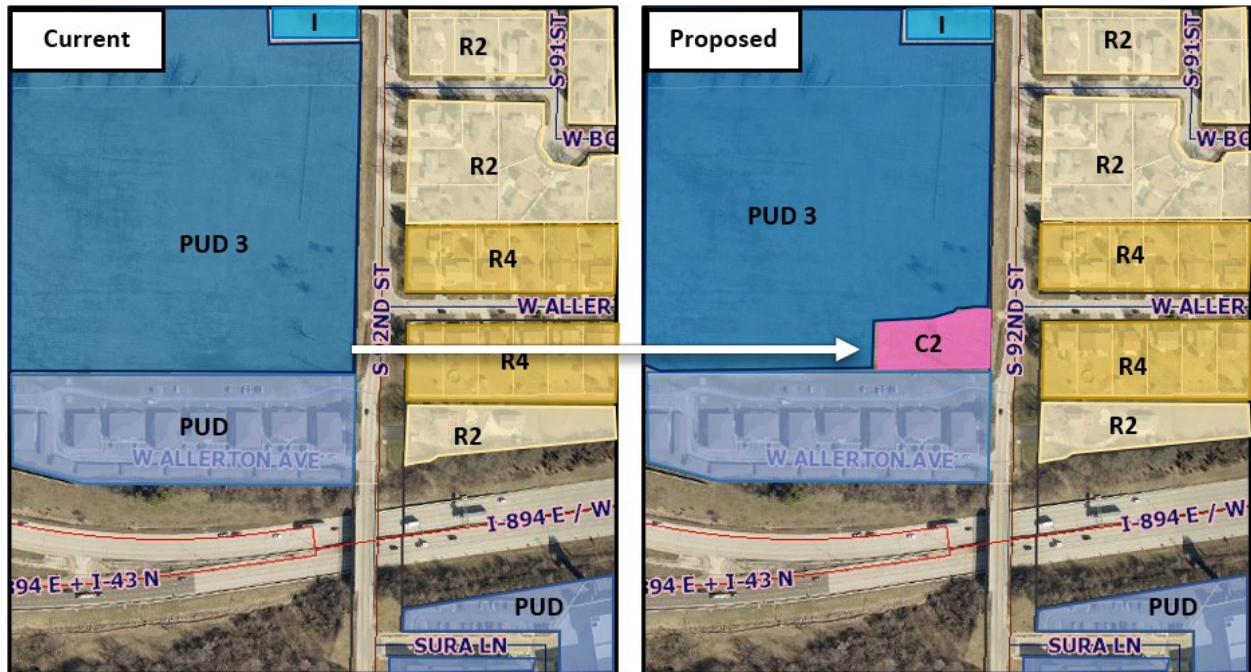 Current
I
R2
S 91ST
W BO
R2
PUD 3
R4
W ALLER
S 92ND ST
R4
PUD
R2
W ALLERTON AVE
I-894 E / W
894 E + I-43 N
PUD
SURA LN
Proposed
I
R2
S 91ST
W BO
R2
PUD 3
R4
W ALLER
S 92ND ST
C2
R4
PUD
R2
W ALLERTON AVE
I-894 E / W
894 E + I-43 N
PUD
SURA LN